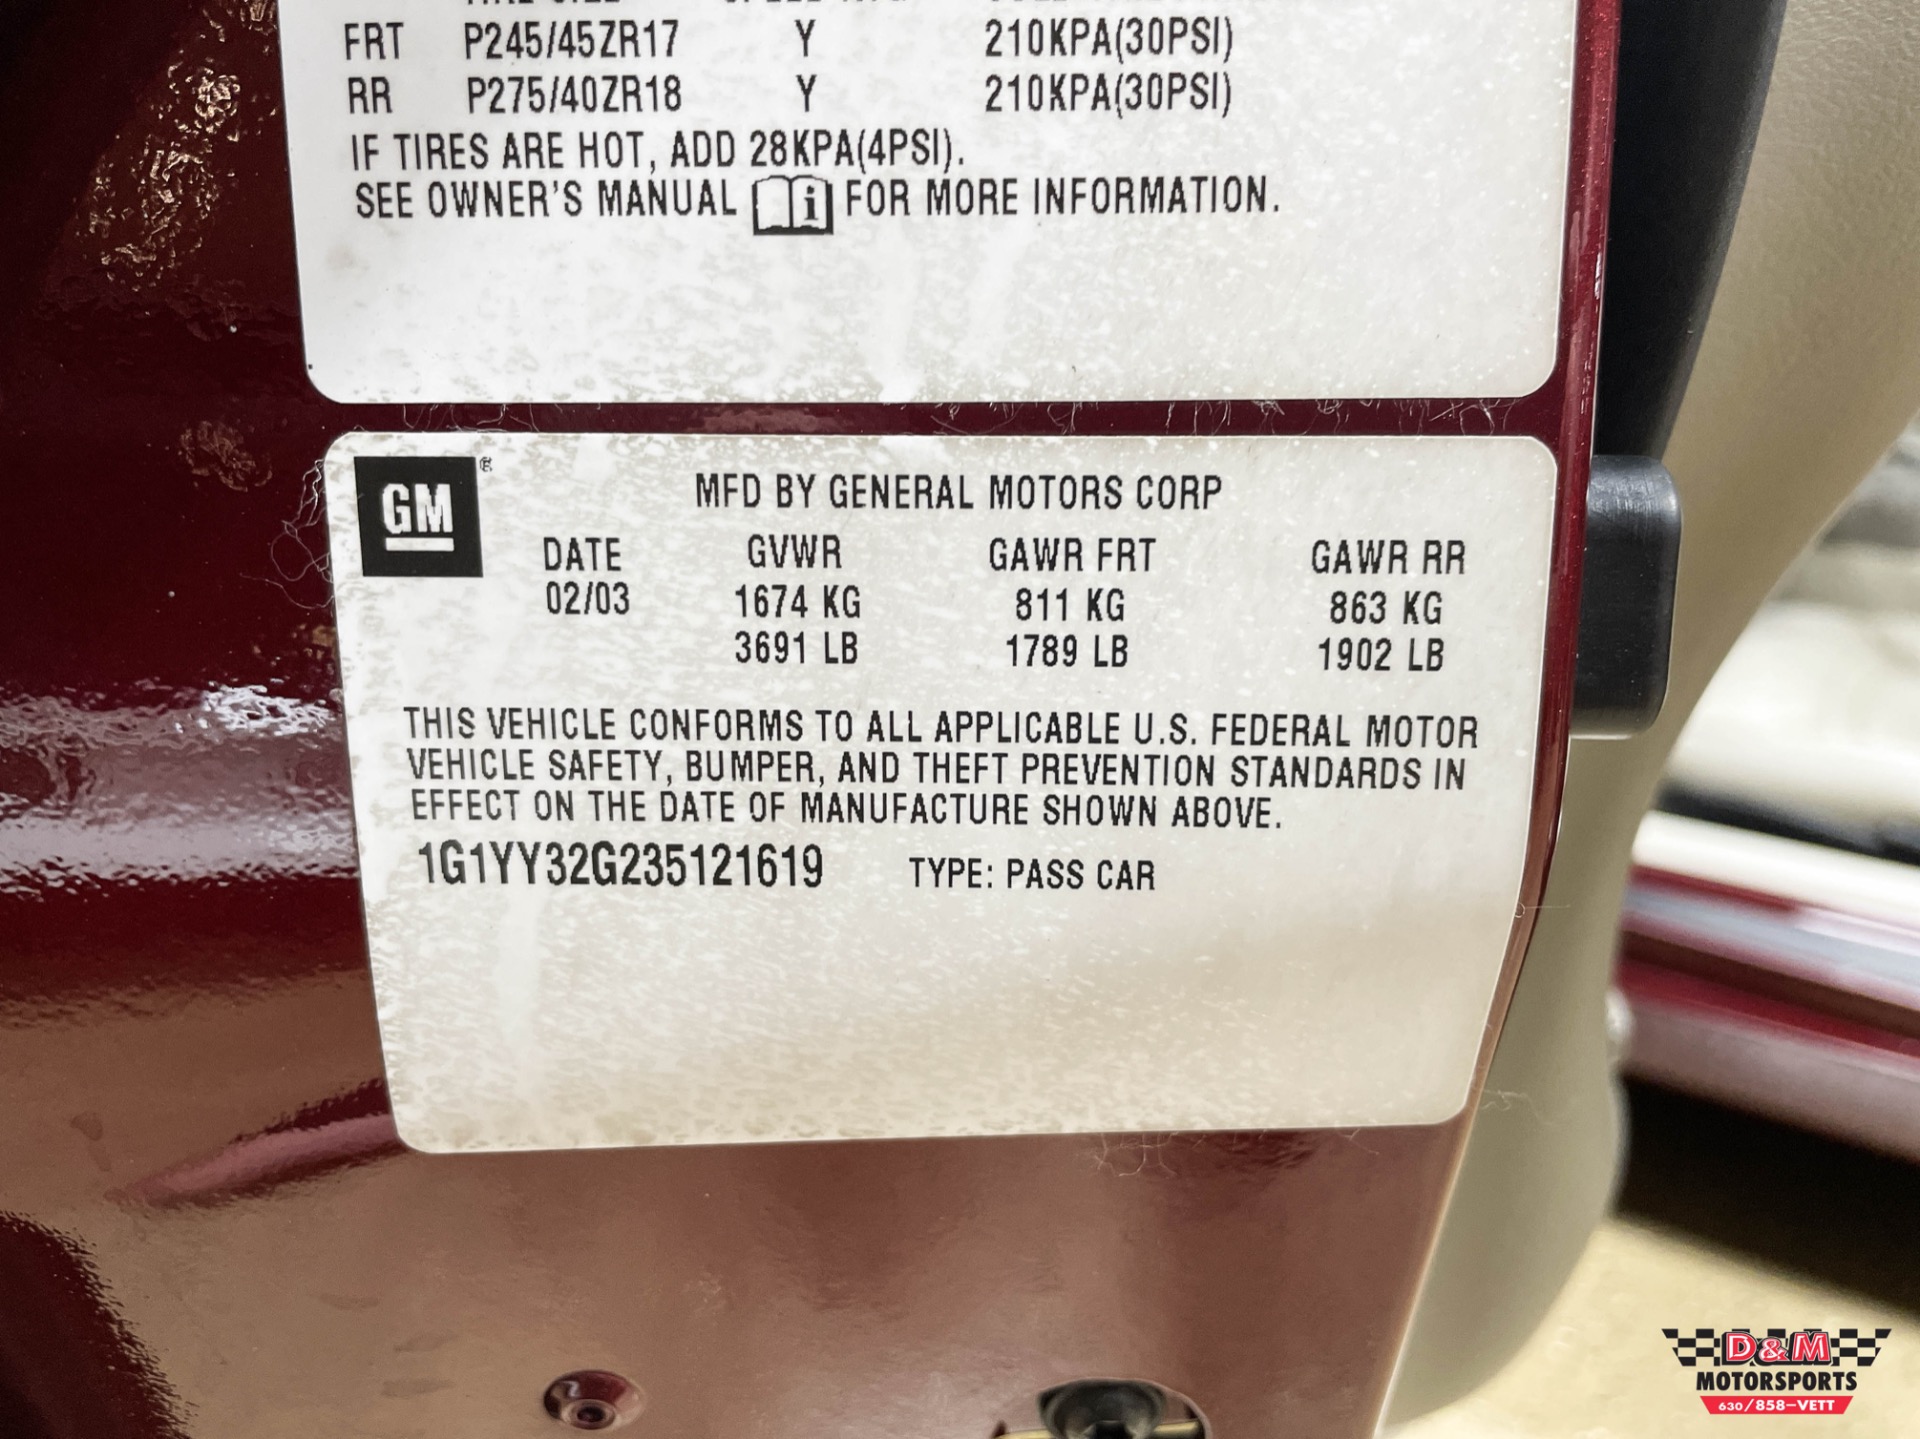 FRT P245/45ZR17 Y 210KPA(30PSI)
RR P275/40ZR18 Y 210KPA(30PSI)
IF TIRES ARE HOT, ADD 28KPA(4PSI).
SEE OWNER'S MANUAL i FOR MORE INFORMATION.
GM ®
MFD BY GENERAL MOTORS CORP
DATE GVWR GAWR FRT GAWR RR
02/03 1674 KG 811 KG 863 KG
3691 LB 1789 LB 1902 LB
THIS VEHICLE CONFORMS TO ALL APPLICABLE U.S. FEDERAL MOTOR
VEHICLE SAFETY, BUMPER, AND THEFT PREVENTION STANDARDS IN
EFFECT ON THE DATE OF MANUFACTURE SHOWN ABOVE.
1G1YY32G235121619 TYPE: PASS CAR
D&M
MOTORSPORTS
630/858-VETT